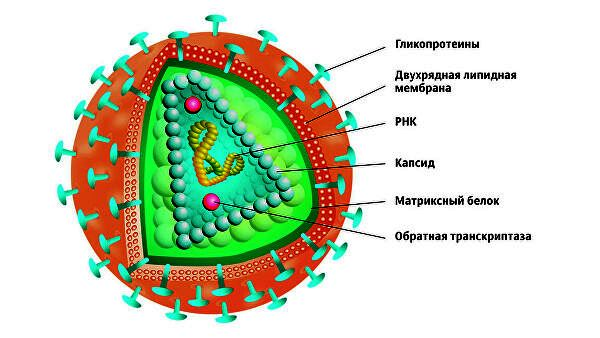 Гликопротеины
Двухрядная липидная
мембрана
РНК
Капсид
Матриксный белок
Обратная транскриптаза